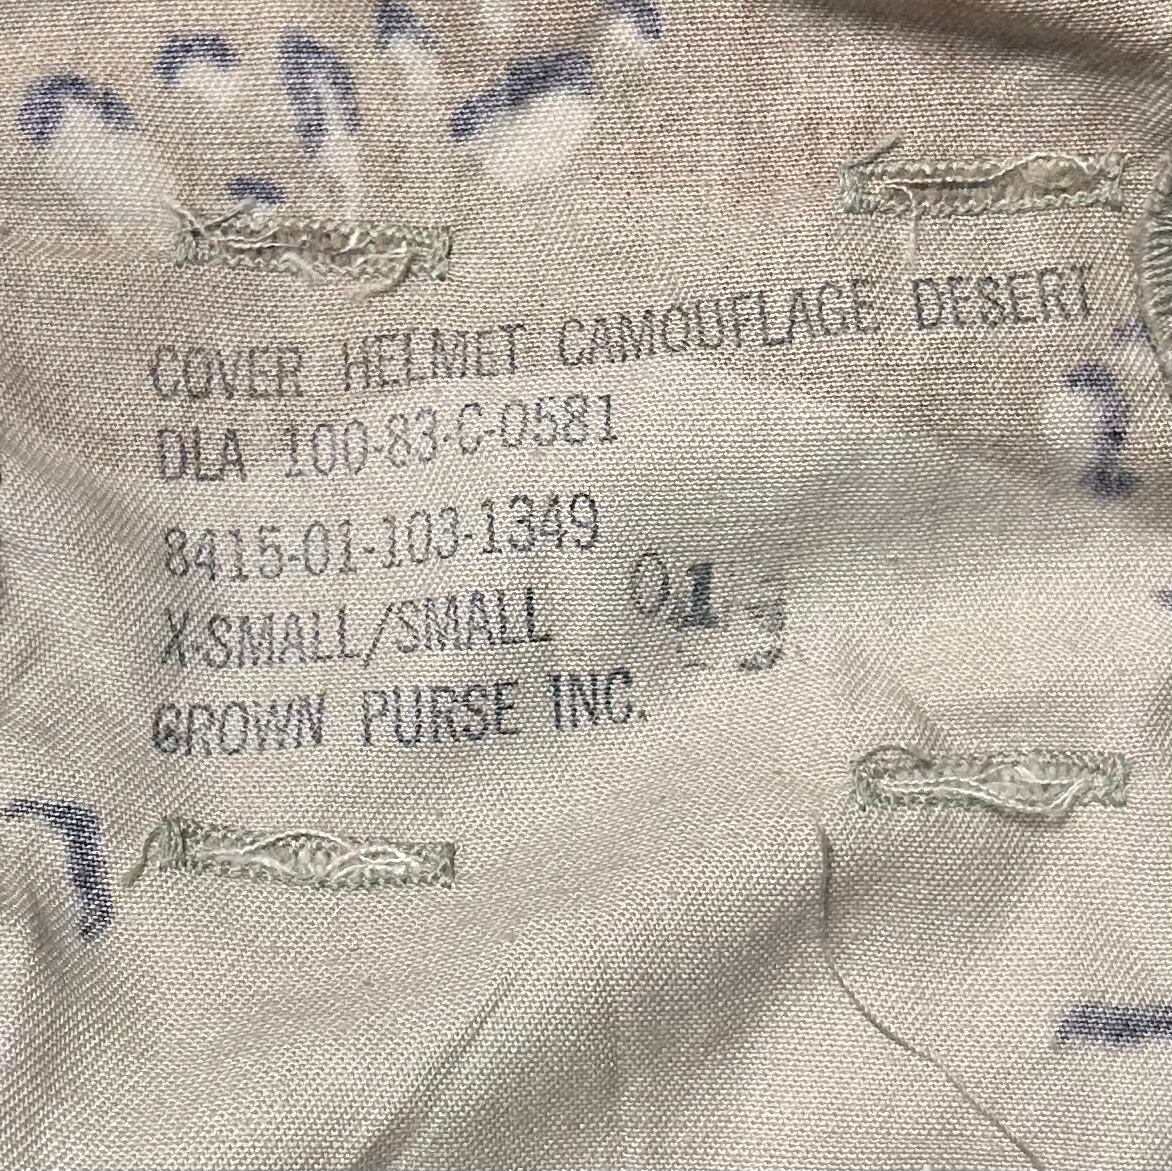 COVER HELMET CAMOUFLAGE DESERT
DLA 100-83-C-0581
8415-01-103-1349
X-SMALL/SMALL
CROWN PURSE INC.